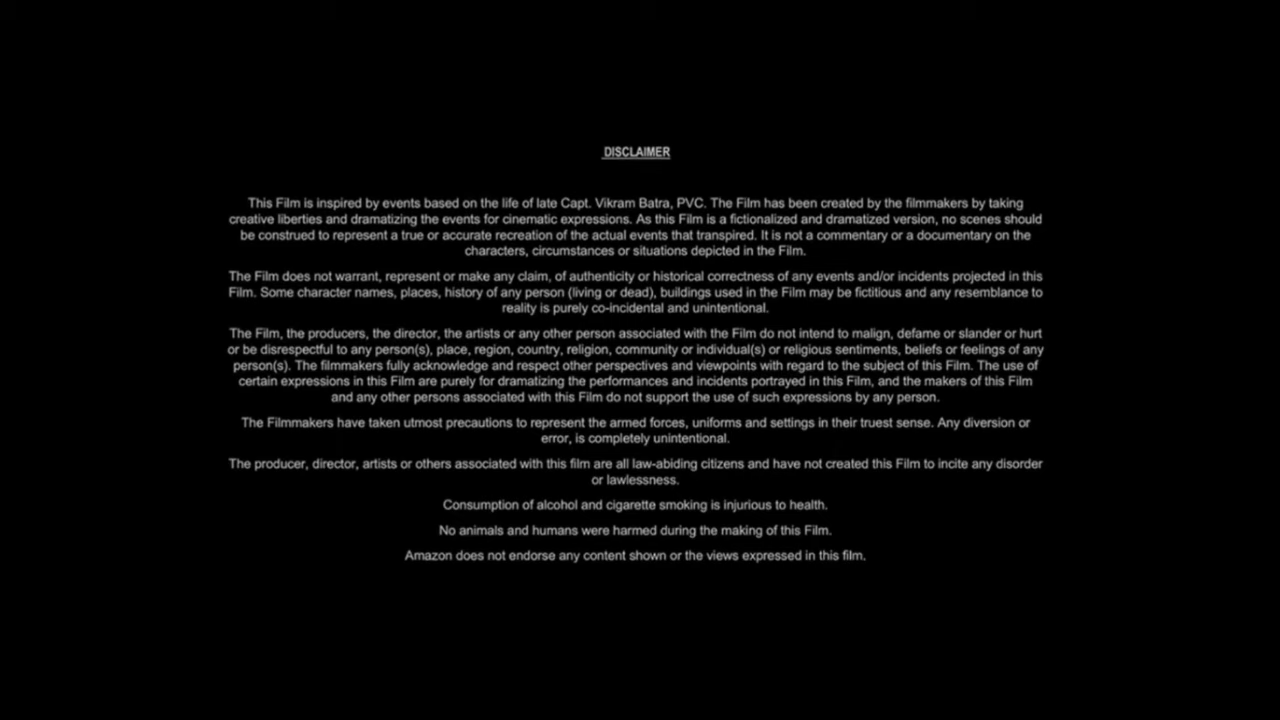 DISCLAIMER
This Film is inspired by events based on the life of late Capt. Vikram Batra, PVC. The Film has been created by the filmmakers by taking
creative liberties and dramatizing the events for cinematic expressions. As this Film is a fictionalized and dramatized version, no scenes should
be construed to represent a true or accurate recreation of the actual events that transpired. It is not a commentary or a documentary on the
characters, circumstances or situations depicted in the Film.
The Film does not warrant, represent or make any claim, of authenticity or historical correctness of any events and/or incidents projected in this
Film. Some character names, places, history of any person (living or dead), buildings used in the Film may be fictitious and any resemblance to
reality is purely co-incidental and unintentional.
The Film, the producers, the director, the artists or any other person associated with the Film do not intend to malign, defame or slander or hurt
or be disrespectful to any person(s), place, region, country, religion, community or individual(s) or religious sentiments, beliefs or feelings of any
person(s). The filmmakers fully acknowledge and respect other perspectives and viewpoints with regard to the subject of this Film. The use of
certain expressions in this Film are purely for dramatizing the performances and incidents portrayed in this Film, and the makers of this Film
and any other persons associated with this Film do not support the use of such expressions by any person.
The Filmmakers have taken utmost precautions to represent the armed forces, uniforms and settings in their truest sense. Any diversion or
error, is completely unintentional.
The producer, director, artists or others associated with this film are all law-abiding citizens and have not created this Film to incite any disorder
or lawlessness.
Consumption of alcohol and cigarette smoking is injurious to health.
No animals and humans were harmed during the making of this Film.
Amazon does not endorse any content shown or the views expressed in this film.